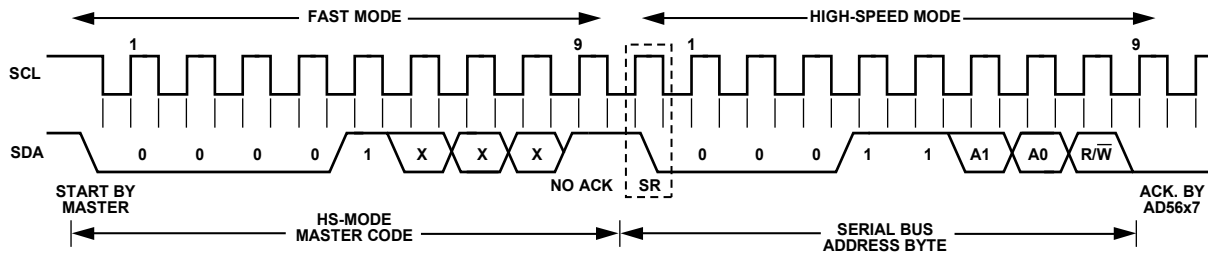 FAST MODE HIGH-SPEED MODE
1 9 1 9
SCL
SDA 0 0 0 0 1 X X X 0 0 0 1 1 A1 A0 R/W̅
START BY MASTER NO ACK SR ACK. BY AD56x7
HS-MODE MASTER CODE SERIAL BUS ADDRESS BYTE